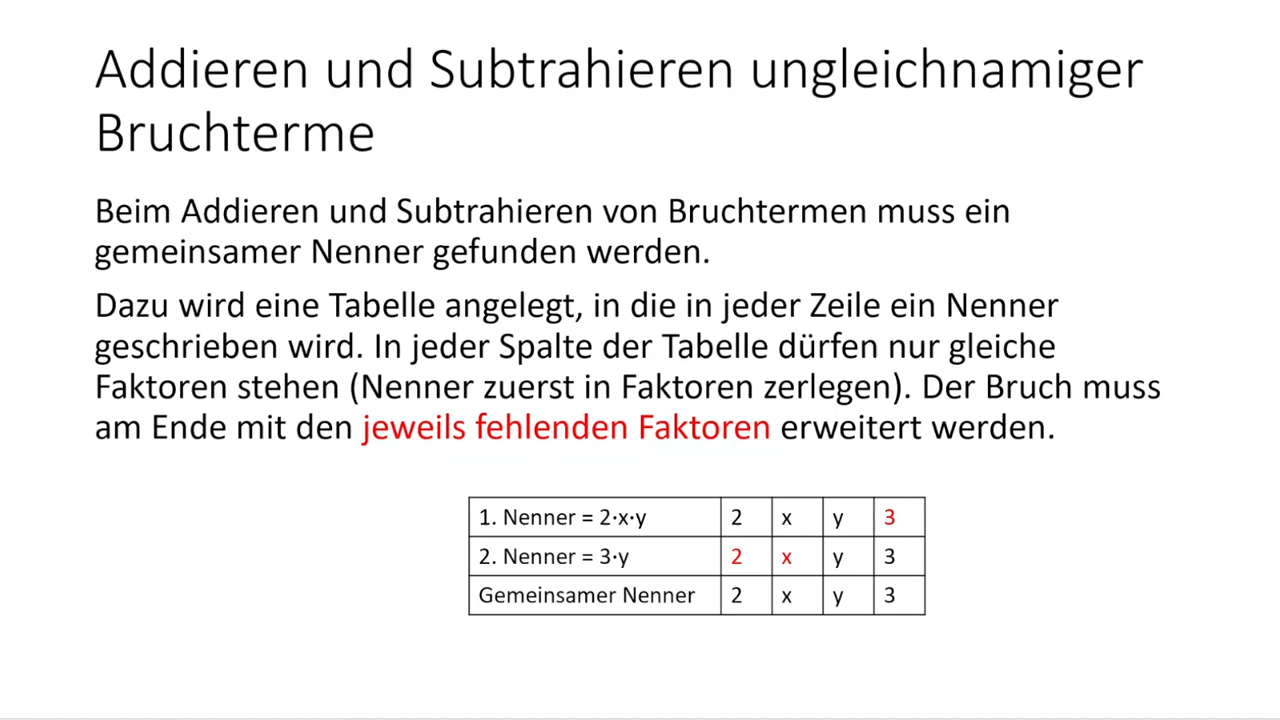 Addieren und Subtrahieren ungleichnamiger
Bruchterme
Beim Addieren und Subtrahieren von Bruchtermen muss ein
gemeinsamer Nenner gefunden werden.
Dazu wird eine Tabelle angelegt, in die in jeder Zeile ein Nenner
geschrieben wird. In jeder Spalte der Tabelle dürfen nur gleiche
Faktoren stehen (Nenner zuerst in Faktoren zerlegen). Der Bruch muss
am Ende mit den jeweils fehlenden Faktoren erweitert werden.
1. Nenner = 2·x·y 2 x y 3
2. Nenner = 3·y 2 x y 3
Gemeinsamer Nenner 2 x y 3